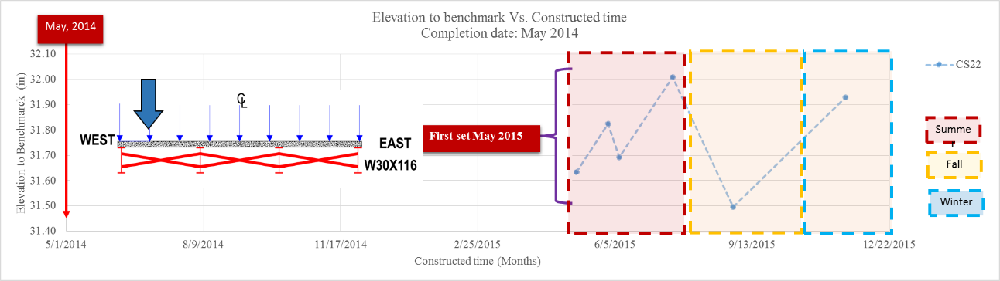 Elevation to benchmark Vs. Constructed time
Completion date: May 2014
May, 2014
Elevation to Benchmarck (in)
32.10
32.00
31.90
31.80
31.70
31.60
31.50
31.40
WEST
CL
EAST
W30X116
First set May 2015
CS22
Summe
r
Fall
Winter
5/1/2014 8/9/2014 11/17/2014 2/25/2015 6/5/2015 9/13/2015 12/22/2015
Constructed time (Months)